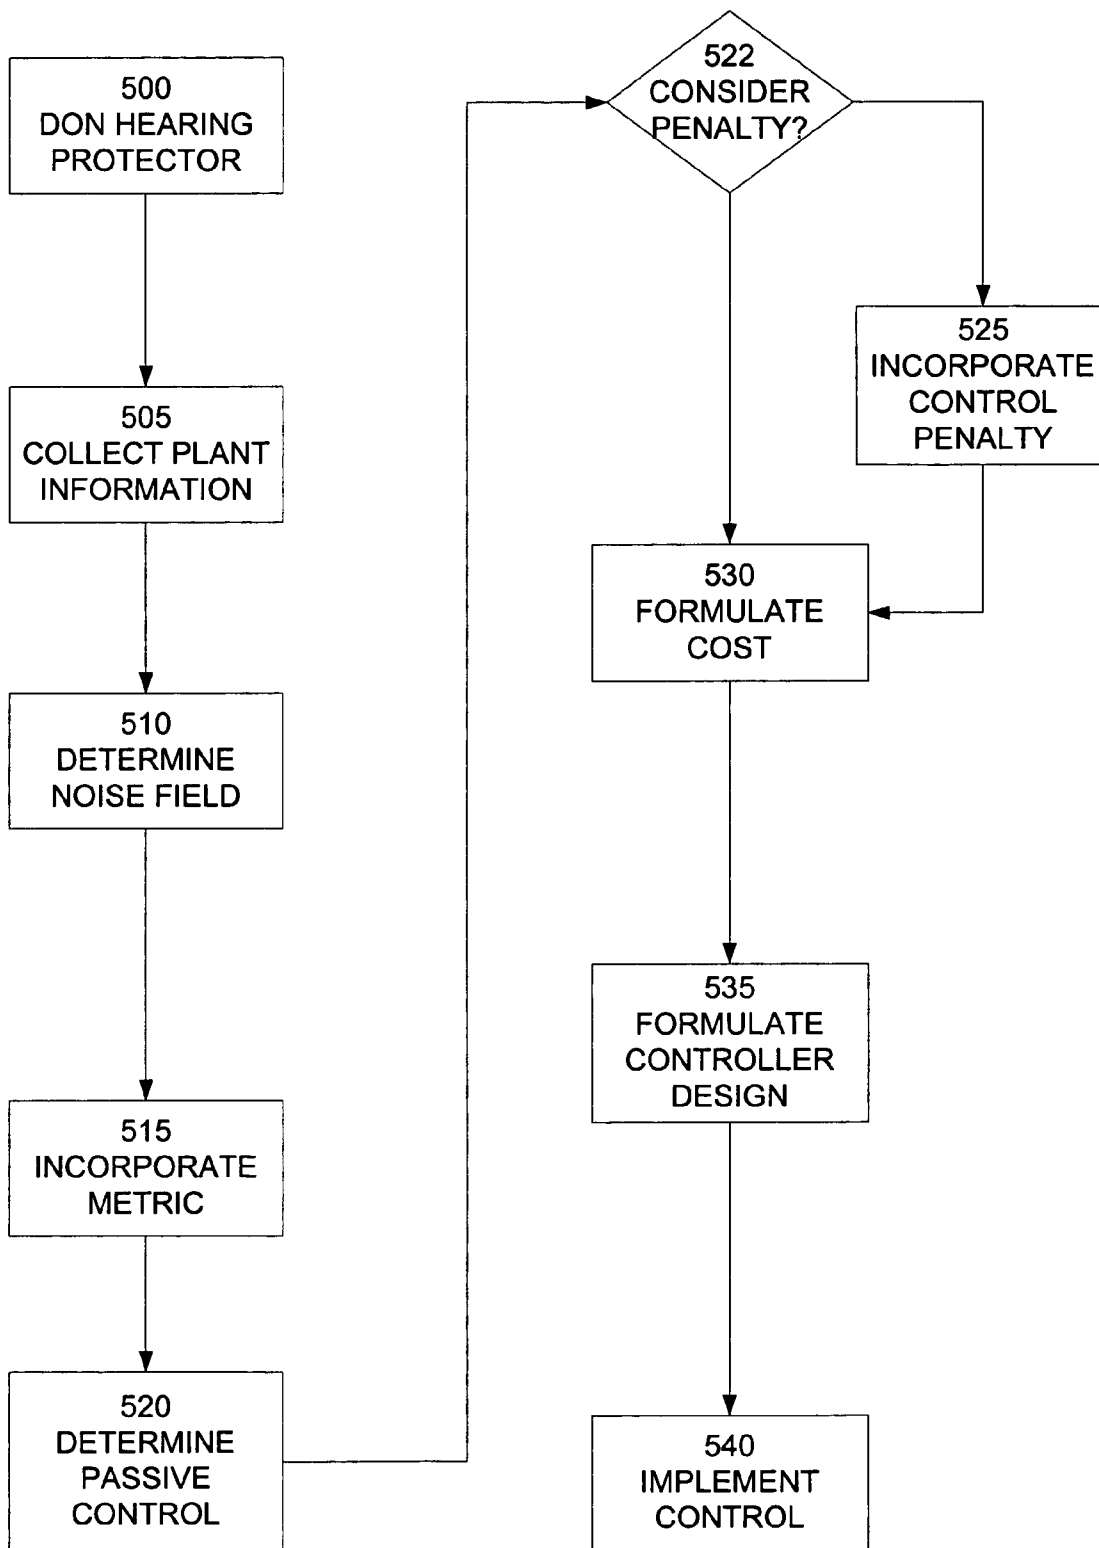 500
DON HEARING
PROTECTOR
505
COLLECT PLANT
INFORMATION
510
DETERMINE
NOISE FIELD
515
INCORPORATE
METRIC
520
DETERMINE
PASSIVE
CONTROL
522
CONSIDER
PENALTY?
525
INCORPORATE
CONTROL
PENALTY
530
FORMULATE
COST
535
FORMULATE
CONTROLLER
DESIGN
540
IMPLEMENT
CONTROL